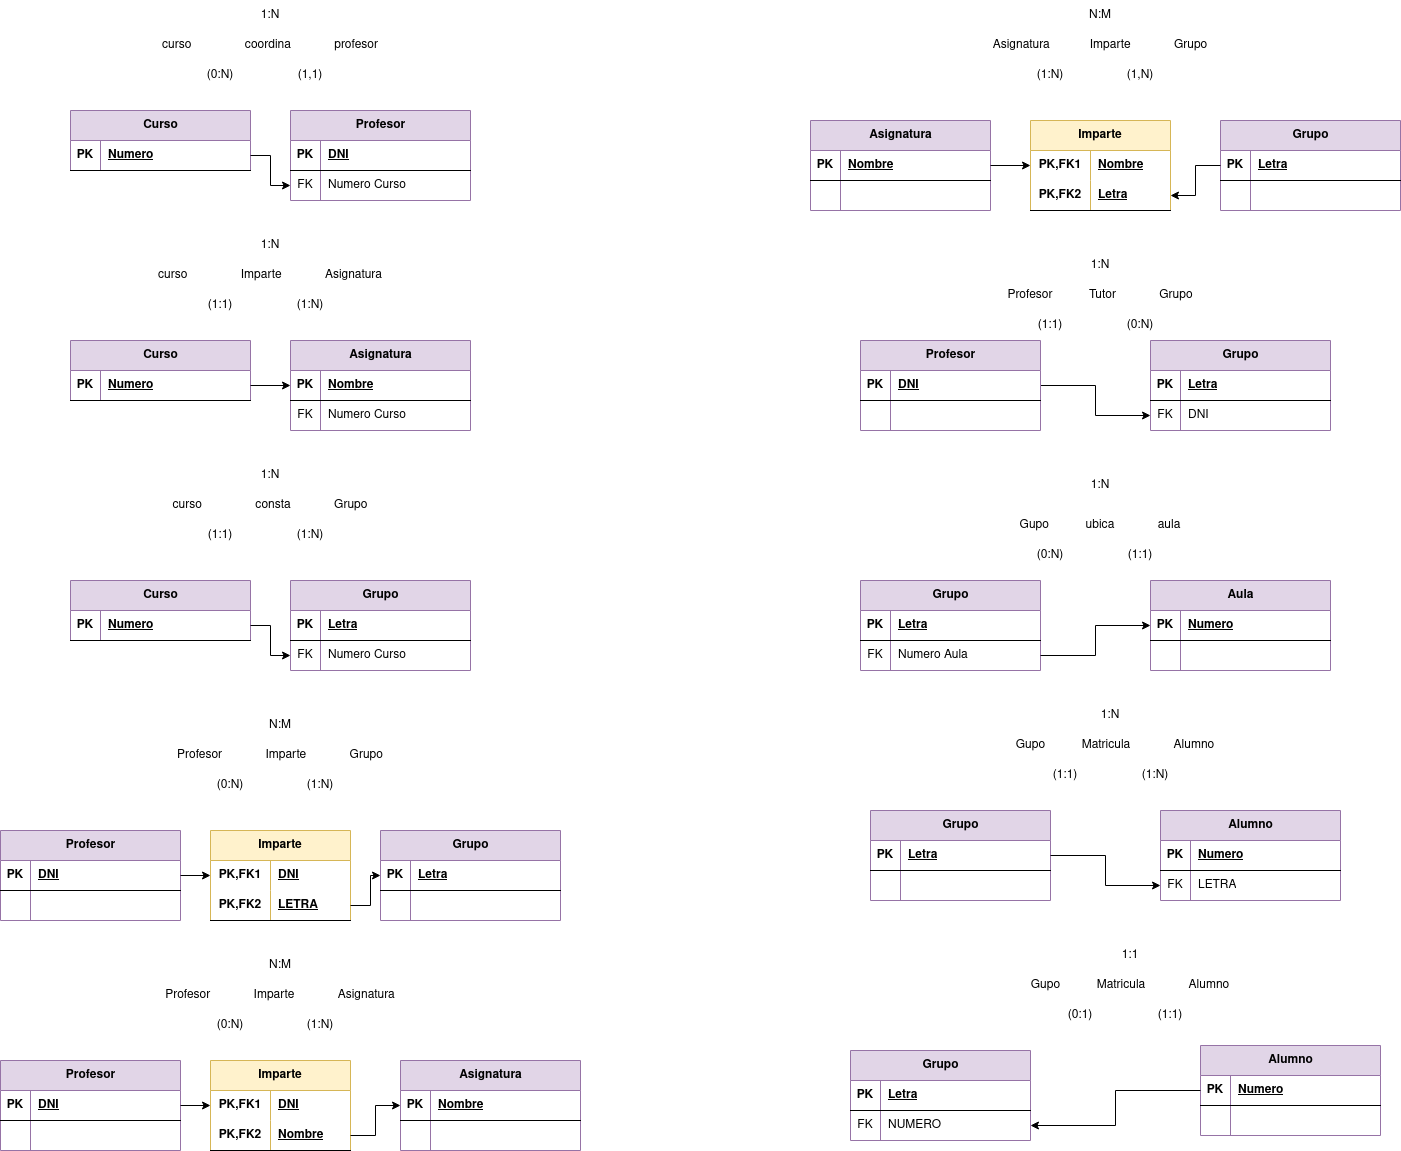 1:N
curso coordina profesor
(0:N) (1,1)
Curso Profesor
PK Numero PK DNI
FK Numero Curso
1:N
curso Imparte Asignatura
(1:1) (1:N)
Curso Asignatura
PK Numero PK Nombre
FK Numero Curso
1:N
curso consta Grupo
(1:1) (1:N)
Curso Grupo
PK Numero PK Letra
FK Numero Curso
N:M
Profesor Imparte Grupo
(0:N) (1:N)
Profesor Imparte Grupo
PK DNI PK,FK1 DNI PK Letra
PK,FK2 LETRA
N:M
Profesor Imparte Asignatura
(0:N) (1:N)
Profesor Imparte Asignatura
PK DNI PK,FK1 DNI PK Nombre
PK,FK2 Nombre
N:M
Asignatura Imparte Grupo
(1:N) (1,N)
Asignatura Imparte Grupo
PK Nombre PK,FK1 Nombre PK Letra
PK,FK2 Letra
1:N
Profesor Tutor Grupo
(1:1) (0:N)
Profesor Grupo
PK DNI PK Letra
FK DNI
1:N
Gupo ubica aula
(0:N) (1:1)
Grupo Aula
PK Letra PK Numero
FK Numero Aula
1:N
Gupo Matricula Alumno
(1:1) (1:N)
Grupo Alumno
PK Letra PK Numero
FK LETRA
1:1
Gupo Matricula Alumno
(0:1) (1:1)
Grupo Alumno
PK Letra PK Numero
FK NUMERO